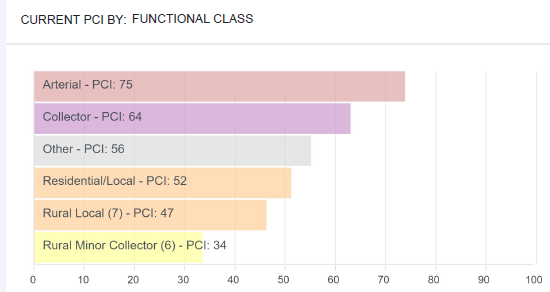 CURRENT PCI BY: FUNCTIONAL CLASS
Arterial - PCI: 75
Collector - PCI: 64
Other - PCI: 56
Residential/Local - PCI: 52
Rural Local (7) - PCI: 47
Rural Minor Collector (6) - PCI: 34
0 10 20 30 40 50 60 70 80 90 100